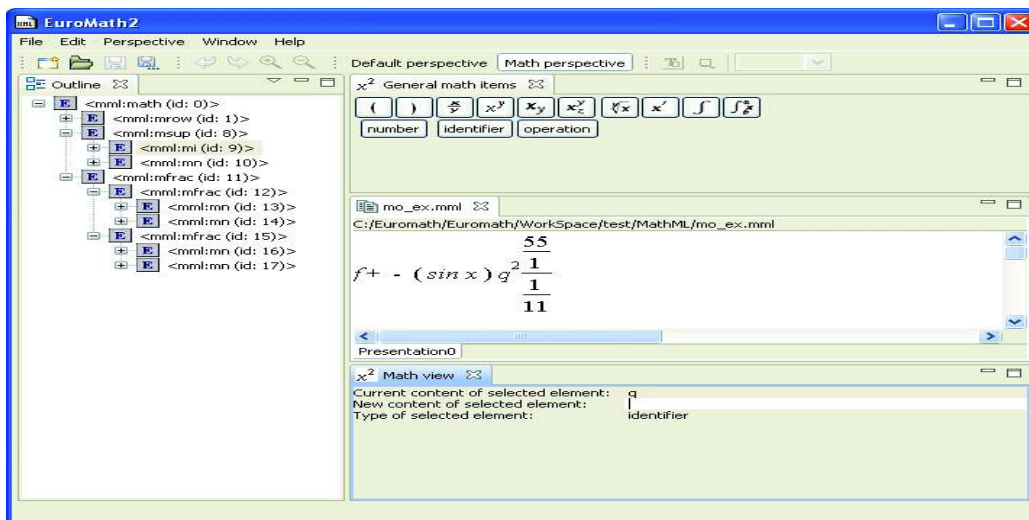 EuroMath2
File Edit Perspective Window Help
Default perspective Math perspective
Outline
<mml:math (id: 0)>
E <mml:mrow (id: 1)>
E <mml:msup (id: 8)>
E <mml:mi (id: 9)>
E <mml:mn (id: 10)>
E <mml:mfrac (id: 11)>
E <mml:mfrac (id: 12)>
E <mml:mn (id: 13)>
E <mml:mn (id: 14)>
E <mml:mfrac (id: 15)>
E <mml:mn (id: 16)>
E <mml:mn (id: 17)>
x² General math items
( )
number identifier operation
mo_ex.mml
C:/Euromath/Euromath/WorkSpace/test/MathML/mo_ex.mml
55
f+ - ( sin x ) q² 1
1
11
Presentation0
x² Math view
Current content of selected element: q
New content of selected element:
Type of selected element: identifier